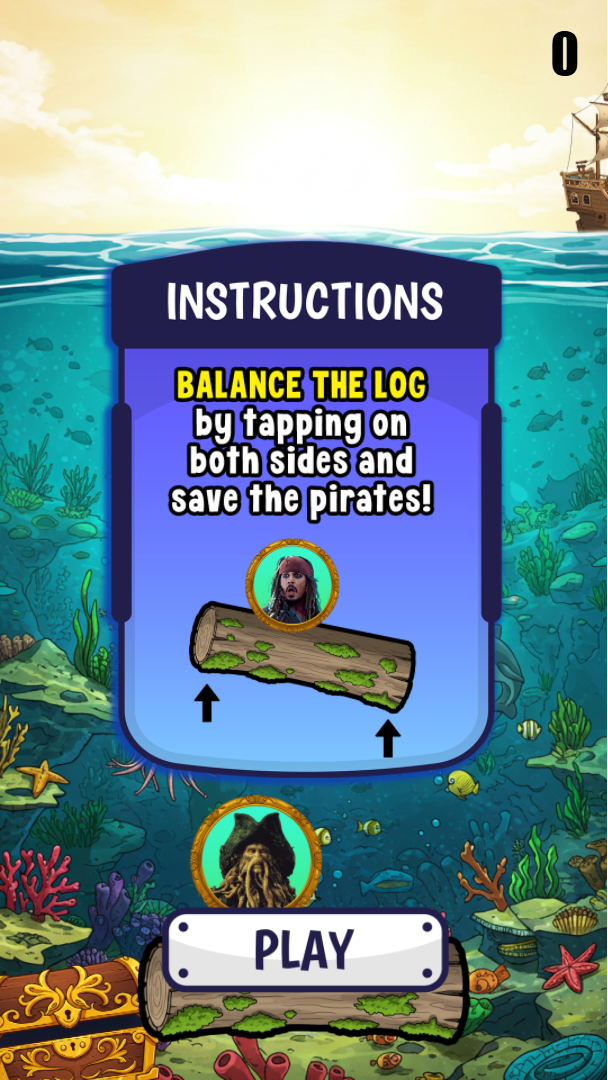 0
INSTRUCTIONS
BALANCE THE LOG
by tapping on
both sides and
save the pirates!
PLAY